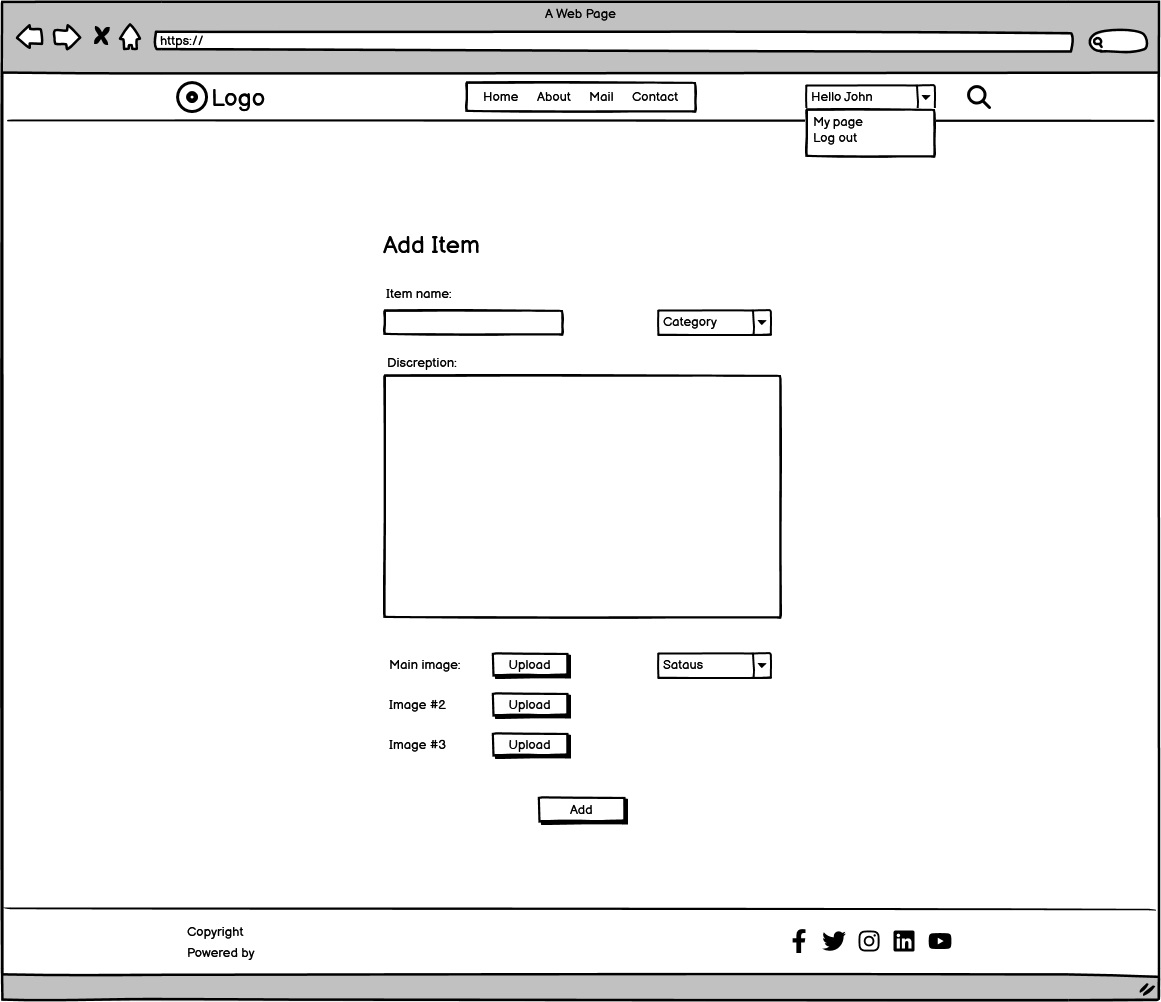 A Web Page
https://
Logo
Home About Mail Contact
Hello John
My page
Log out
Add Item
Item name:
Category
Discreption:
Main image: Upload
Sataus
Image #2 Upload
Image #3 Upload
Add
Copyright
Powered by